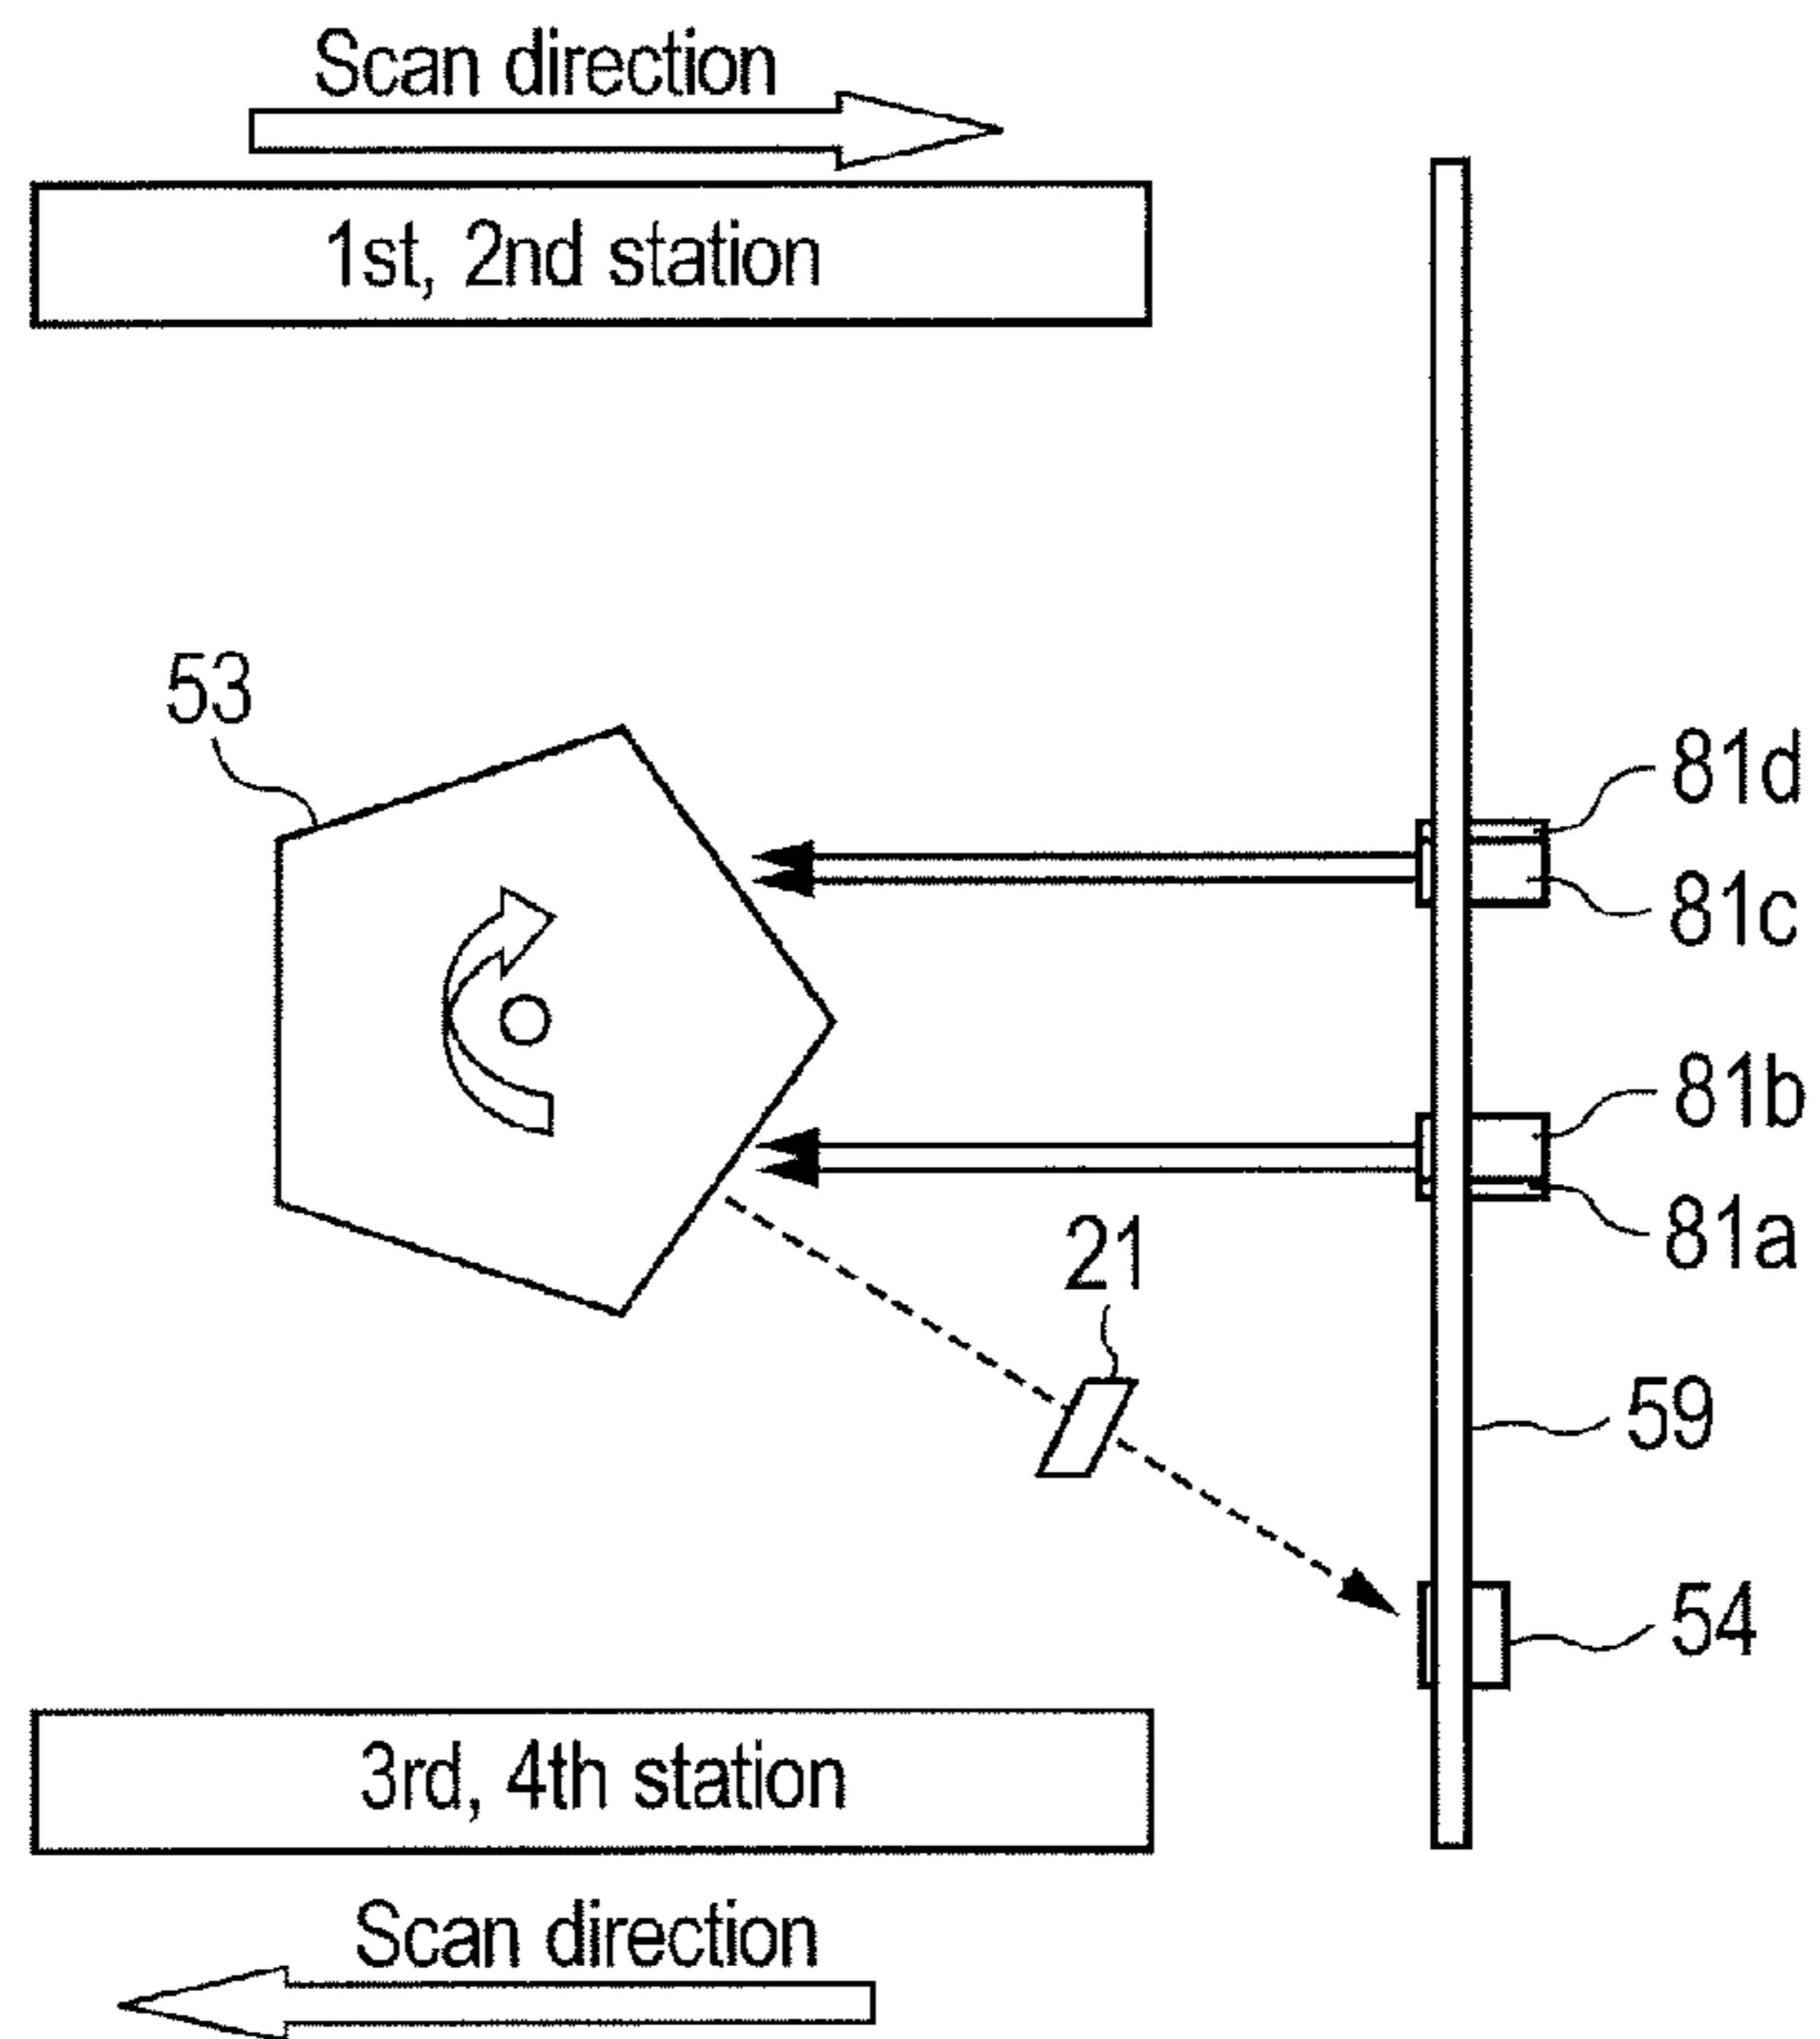 Scan direction
1st, 2nd station
53
81d
81c
81b
81a
21
59
54
3rd, 4th station
Scan direction